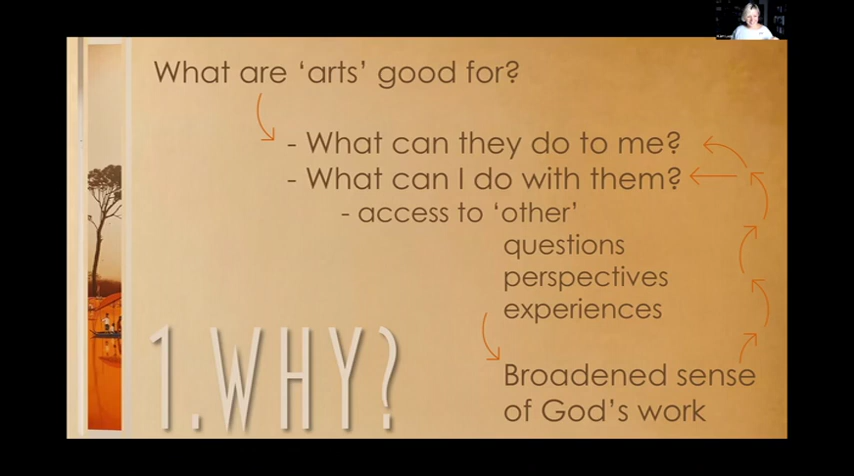 What are ‘arts’ good for?
- What can they do to me?
- What can I do with them?
- access to ‘other’
questions
perspectives
experiences
Broadened sense
of God’s work
1.WHY?